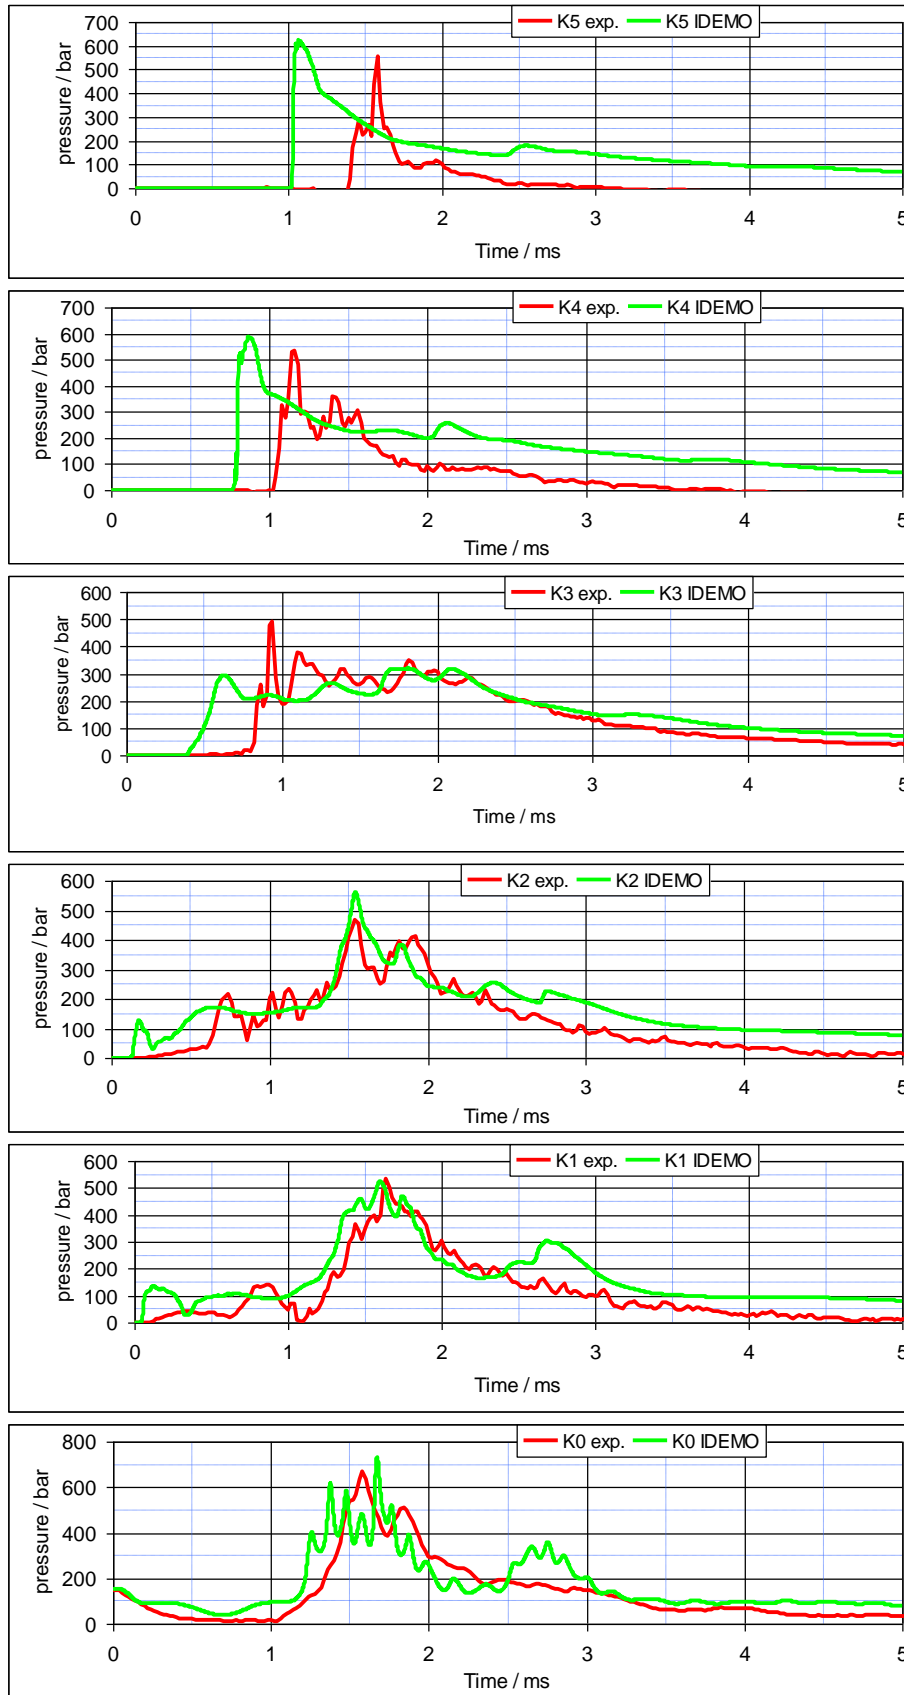 K5 exp. K5 IDEMO
700
600
500
400
300
200
100
0
pressure / bar
0 1 2 3 4 5
Time / ms
K4 exp. K4 IDEMO
700
600
500
400
300
200
100
0
pressure / bar
0 1 2 3 4 5
Time / ms
K3 exp. K3 IDEMO
600
500
400
300
200
100
0
pressure / bar
0 1 2 3 4 5
Time / ms
K2 exp. K2 IDEMO
600
500
400
300
200
100
0
pressure / bar
0 1 2 3 4 5
Time / ms
K1 exp. K1 IDEMO
600
500
400
300
200
100
0
pressure / bar
0 1 2 3 4 5
Time / ms
K0 exp. K0 IDEMO
800
600
400
200
0
pressure / bar
0 1 2 3 4 5
Time / ms